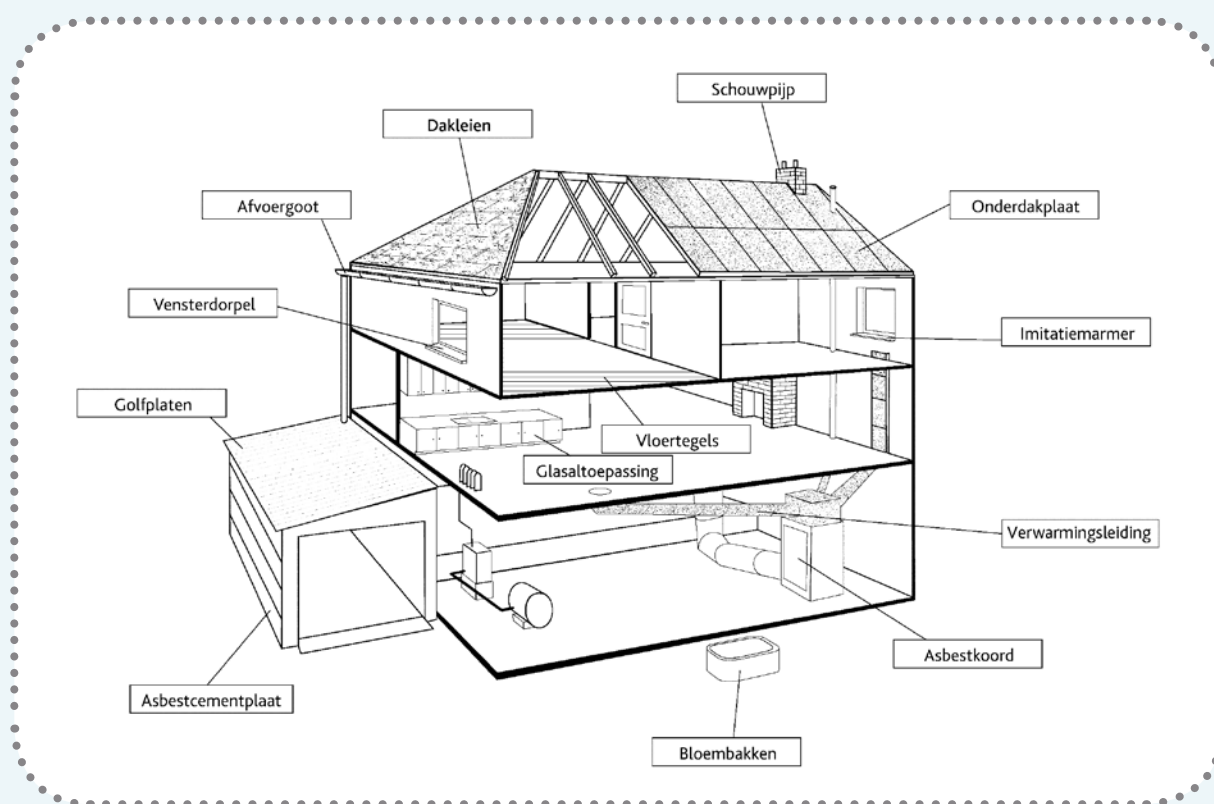 Schouwpijp
Dakleien
Afvoergoot
Onderdakplaat
Vensterdorpel
Imitatiemarmer
Golfplaten
Vloertegels
Glasaltoepassing
Verwarmingsleiding
Asbestkoord
Asbestcementplaat
Bloembakken